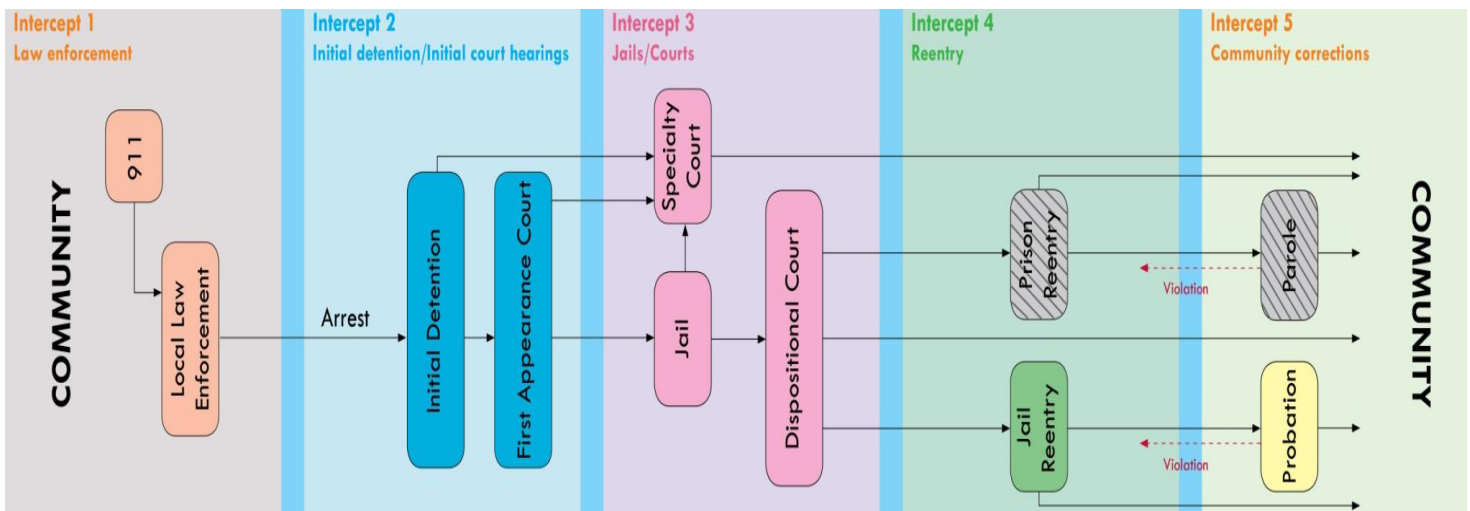 Intercept 1
Law enforcement
Intercept 2
Initial detention/Initial court hearings
Intercept 3
Jails/Courts
Intercept 4
Reentry
Intercept 5
Community corrections
COMMUNITY
911
Local Law
Enforcement
Arrest
Initial Detention
First Appearance Court
Specialty
Court
Jail
Dispositional Court
Prison
Reentry
Jail
Reentry
Violation
Violation
Parole
Probation
COMMUNITY